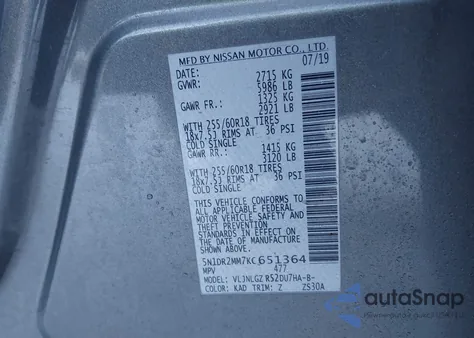 MFD BY NISSAN MOTOR CO., LTD.
DATE: 07/19
GVWR: 2715 KG
5986 LB
GAWR FR.: 1325 KG
2921 LB
WITH 255/60R18 TIRES
18x7.5J RIMS AT 36 PSI
COLD SINGLE
GAWR RR.: 1415 KG
3120 LB
WITH 255/60R18 TIRES
18x7.5J RIMS AT 36 PSI
COLD SINGLE
THIS VEHICLE CONFORMS TO
ALL APPLICABLE FEDERAL
MOTOR VEHICLE SAFETY AND
THEFT PREVENTION
STANDARDS IN EFFECT ON
THE DATE OF MANUFACTURE
SHOWN ABOVE.
5N1DR2MM7KC651364
MPV 477
MODEL: VLJNLGZ R52DU7HA-B-
COLOR: KAD TRIM: Z ZS30A
autoSnap